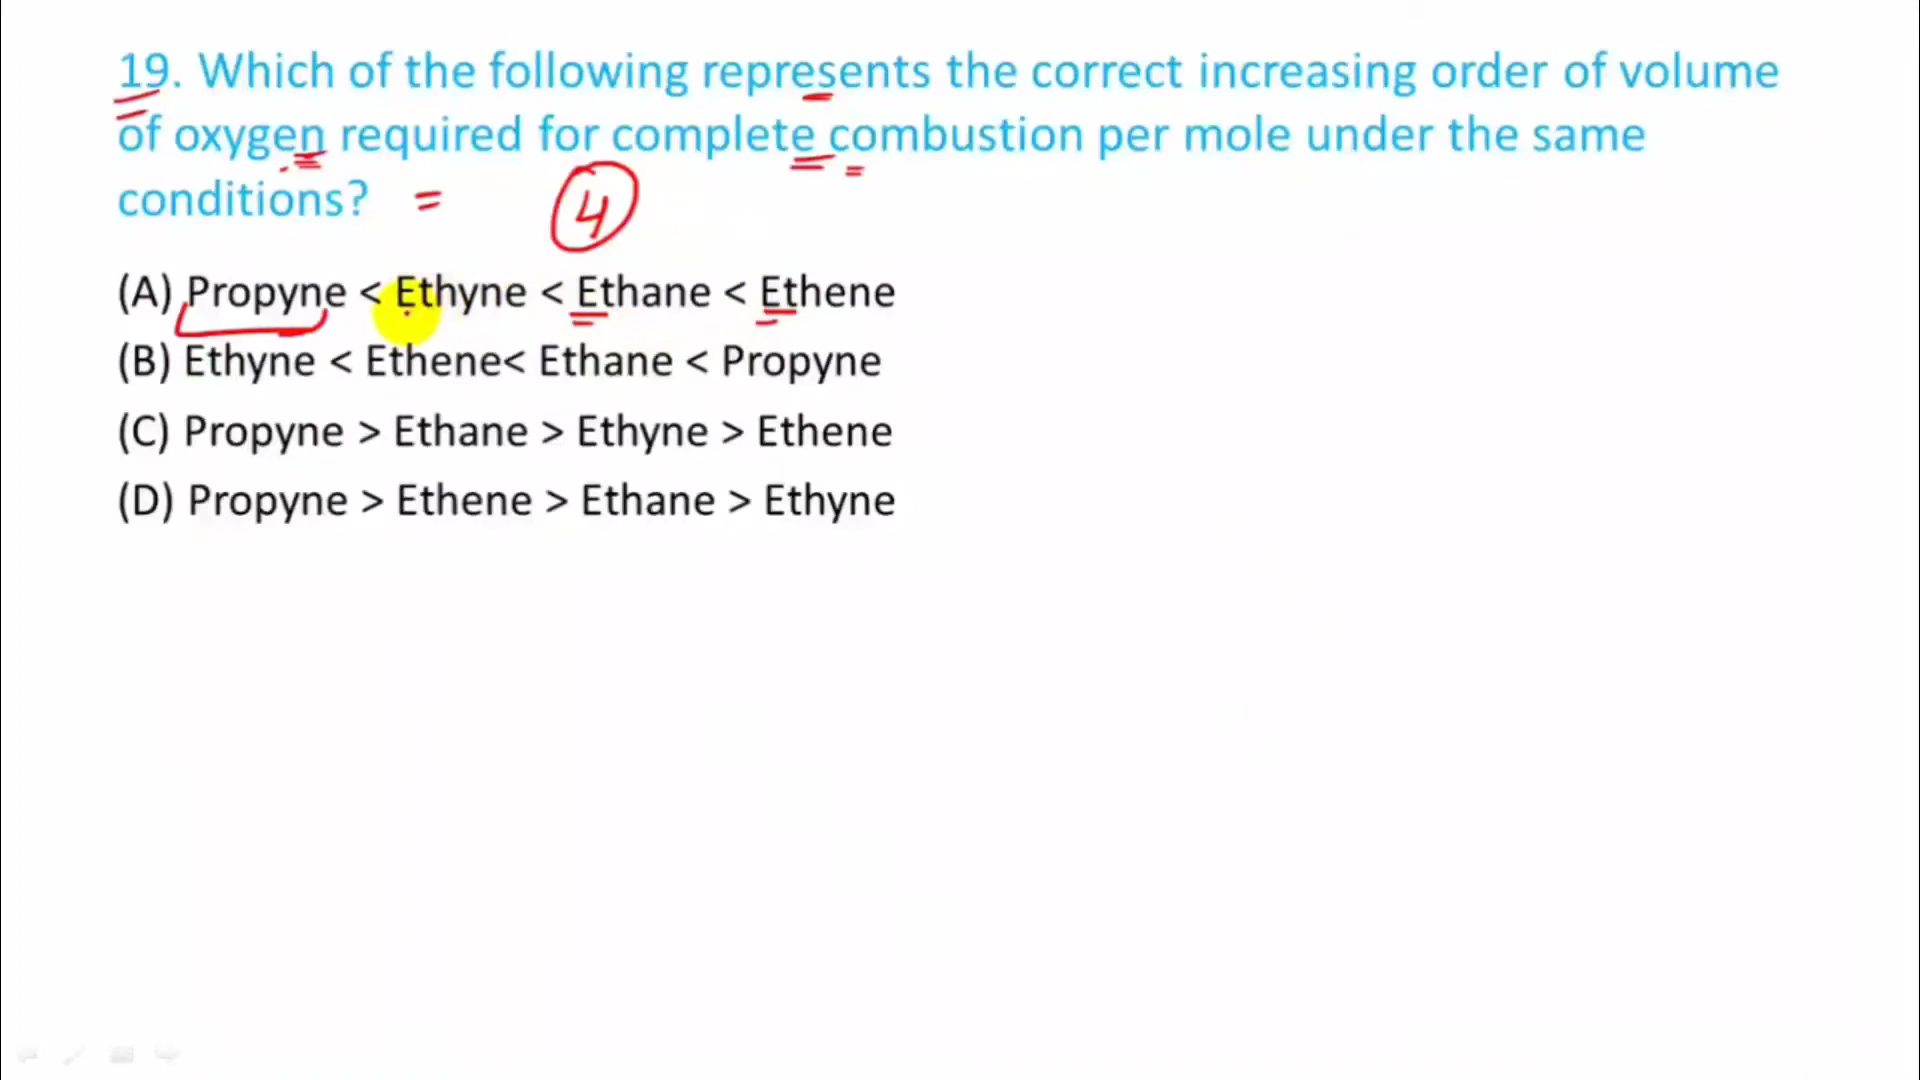 19. Which of the following represents the correct increasing order of volume
of oxygen required for complete combustion per mole under the same
conditions? = 4
(A) Propyne < Ethyne < Ethane < Ethene
(B) Ethyne < Ethene< Ethane < Propyne
(C) Propyne > Ethane > Ethyne > Ethene
(D) Propyne > Ethene > Ethane > Ethyne